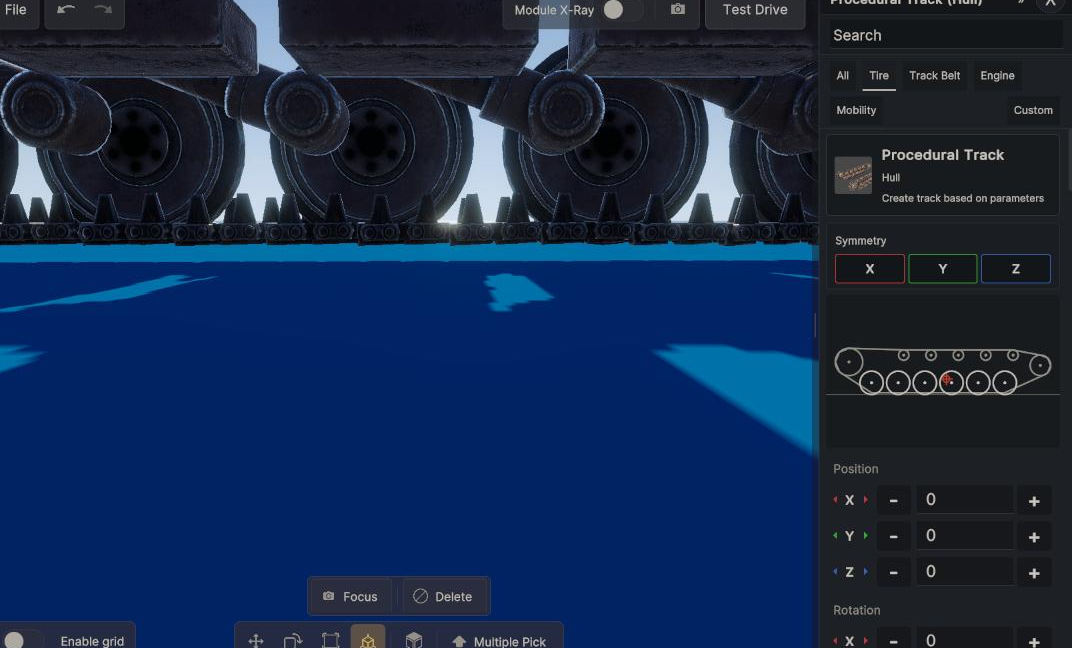 File
Module X-Ray
Test Drive
Procedural Track (Hull)
»
X
Search
All
Tire
Track Belt
Engine
Mobility
Custom
Procedural Track
Hull
Create track based on parameters
Symmetry
X
Y
Z
Position
X
-
0
+
Y
-
0
+
Z
-
0
+
Rotation
X
-
0
+
Focus
Delete
Enable grid
Multiple Pick